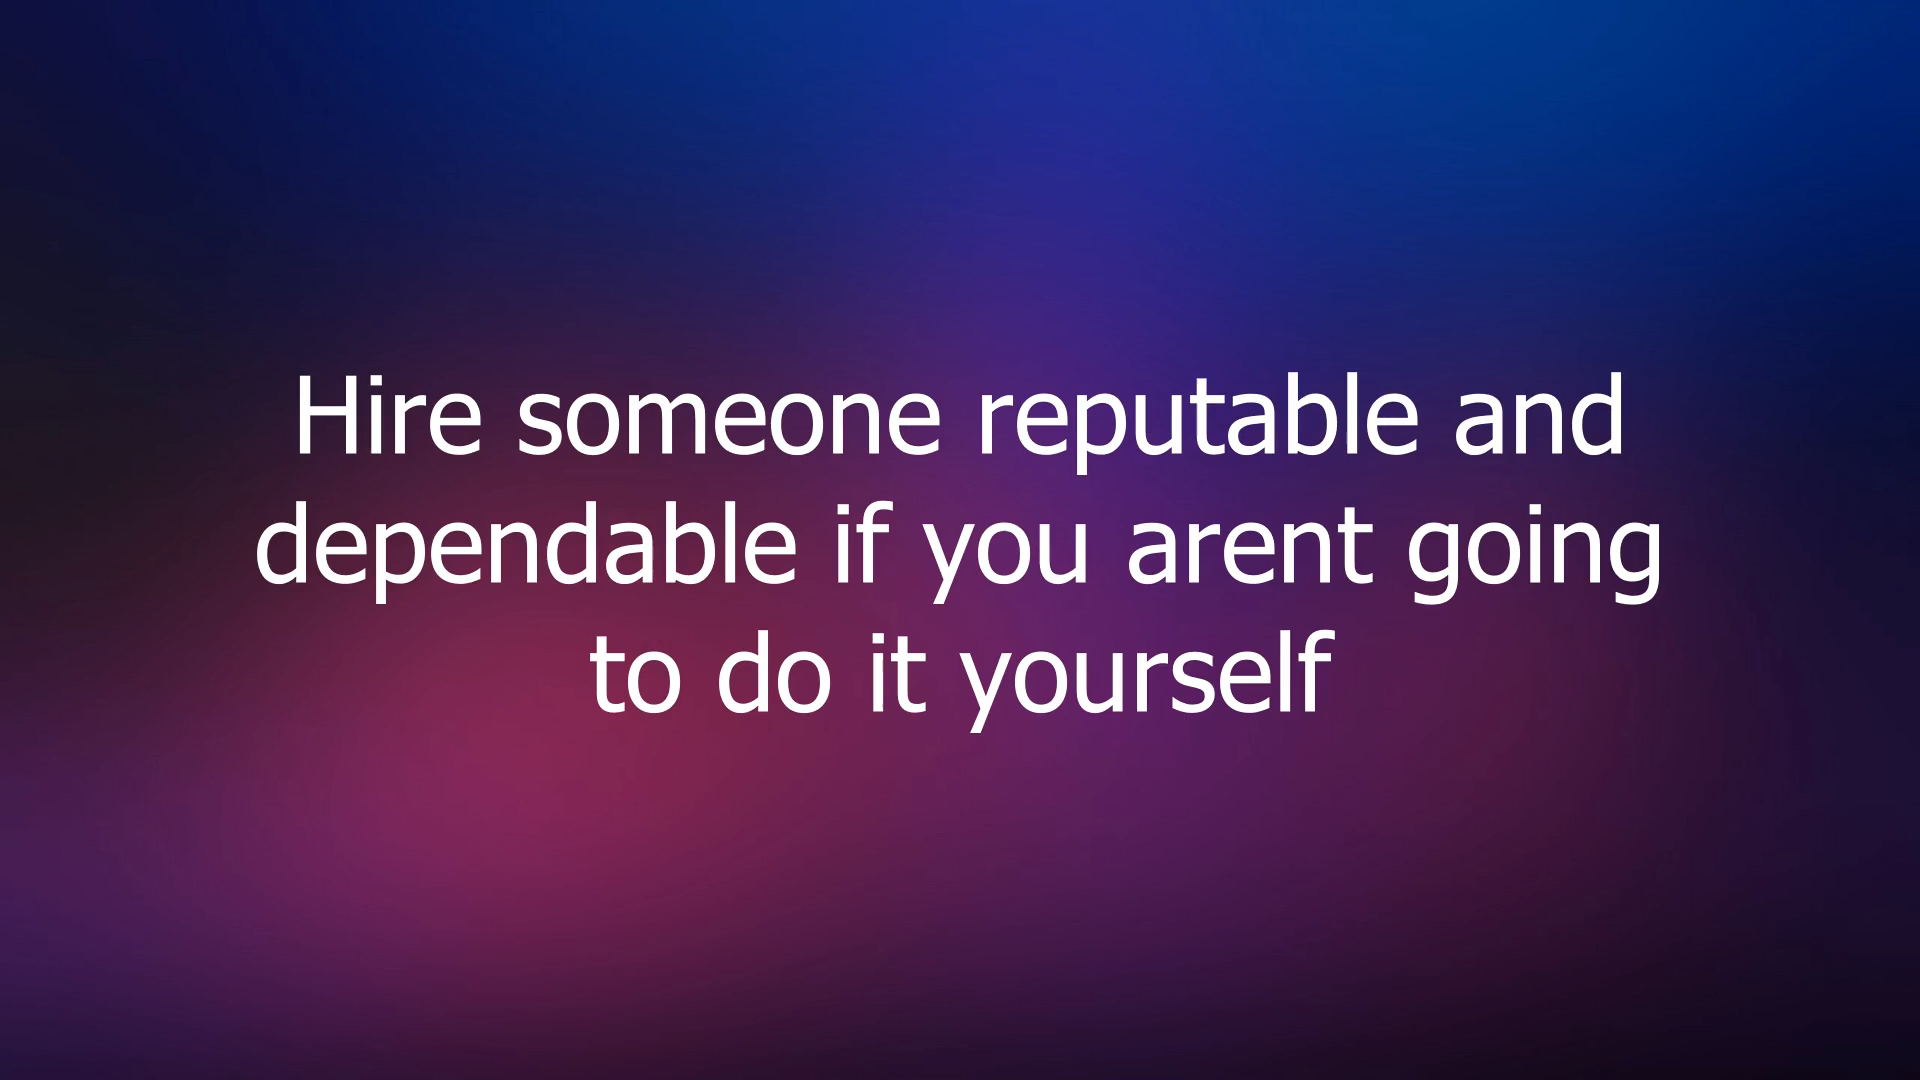 Hire someone reputable and
dependable if you arent going
to do it yourself